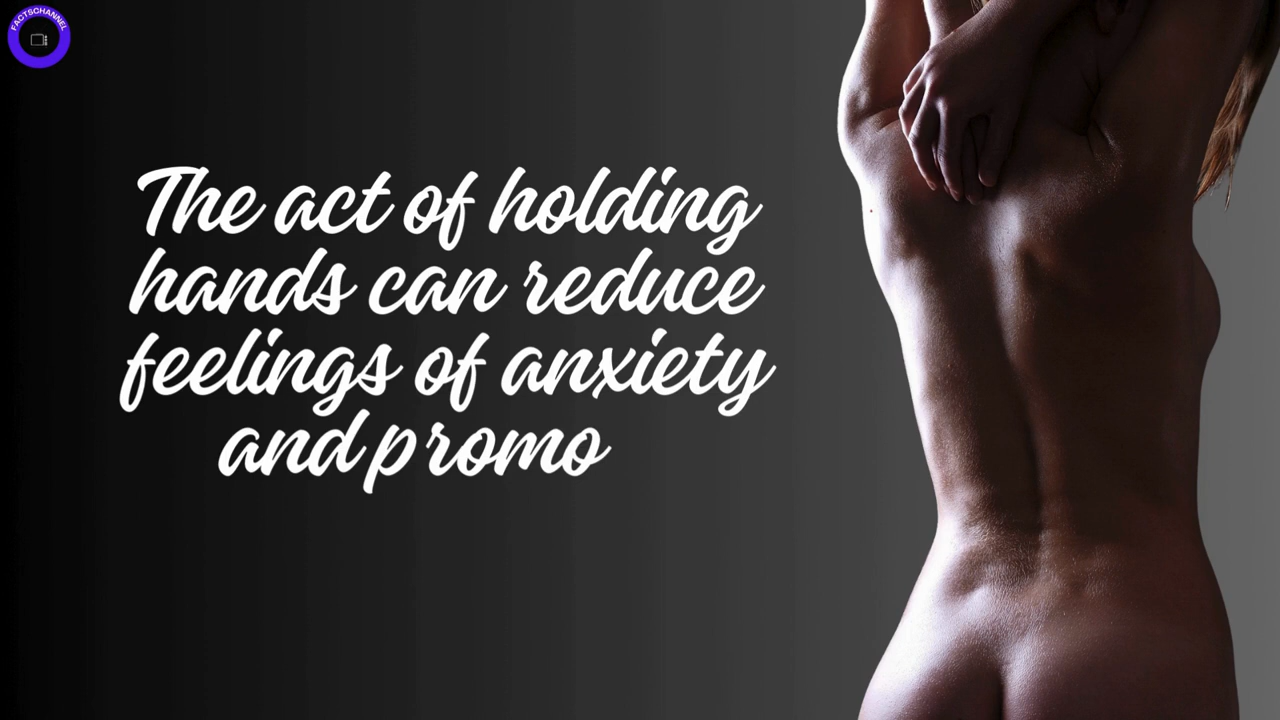 FACTSCHANNEL
The act of holding
hands can reduce
feelings of anxiety
and promo